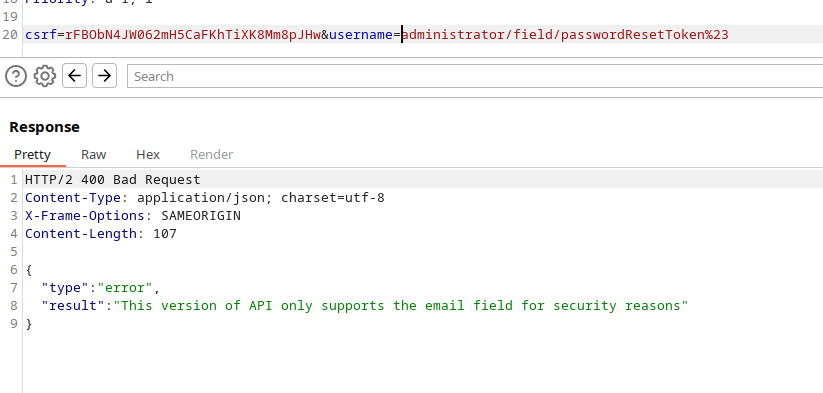 18 Priority: u=1, i
19
20 csrf=rFBObN4JW062mH5CaFKhTiXK8Mm8pJHw&username=administrator/field/passwordResetToken%23
Search
Response
Pretty Raw Hex Render
1 HTTP/2 400 Bad Request
2 Content-Type: application/json; charset=utf-8
3 X-Frame-Options: SAMEORIGIN
4 Content-Length: 107
5
6 {
7 "type":"error",
8 "result":"This version of API only supports the email field for security reasons"
9 }